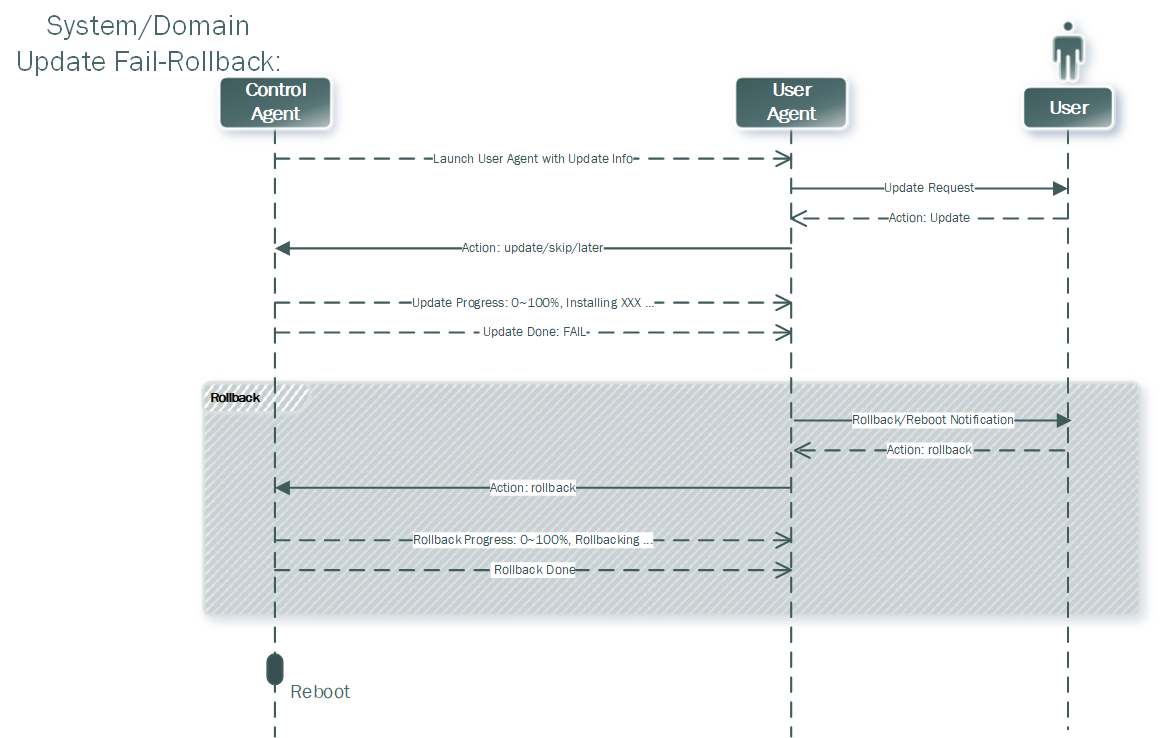 System/Domain
Update Fail-Rollback:
Control
Agent
User
Agent
User
Launch User Agent with Update Info
Update Request
Action: Update
Action: update/skip/later
Update Progress: 0~100%, Installing XXX ...
Update Done: FAIL
Rollback
Rollback/Reboot Notification
Action: rollback
Action: rollback
Rollback Progress: 0~100%, Rollbacking ...
Rollback Done
Reboot